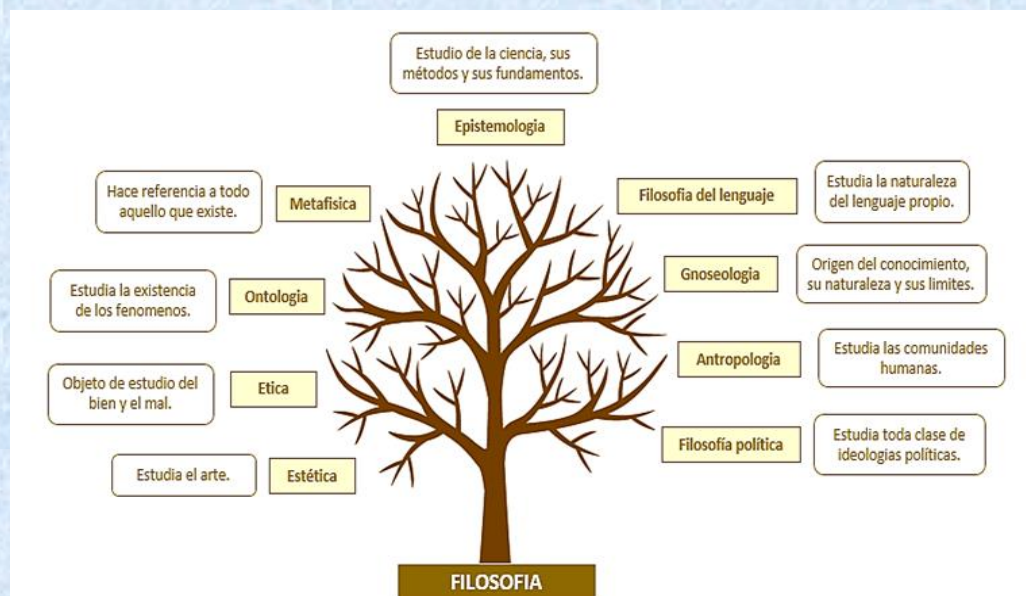 Estudio de la ciencia, sus
métodos y sus fundamentos.
Epistemologia
Hace referencia a todo
aquello que existe.
Metafisica
Filosofia del lenguaje
Estudia la naturaleza
del lenguaje propio.
Estudia la existencia
de los fenomenos.
Ontologia
Gnoseologia
Origen del conocimiento,
su naturaleza y sus limites.
Objeto de estudio del
bien y el mal.
Etica
Antropologia
Estudia las comunidades
humanas.
Estudia el arte.
Estética
Filosofía política
Estudia toda clase de
ideologias políticas.
FILOSOFIA